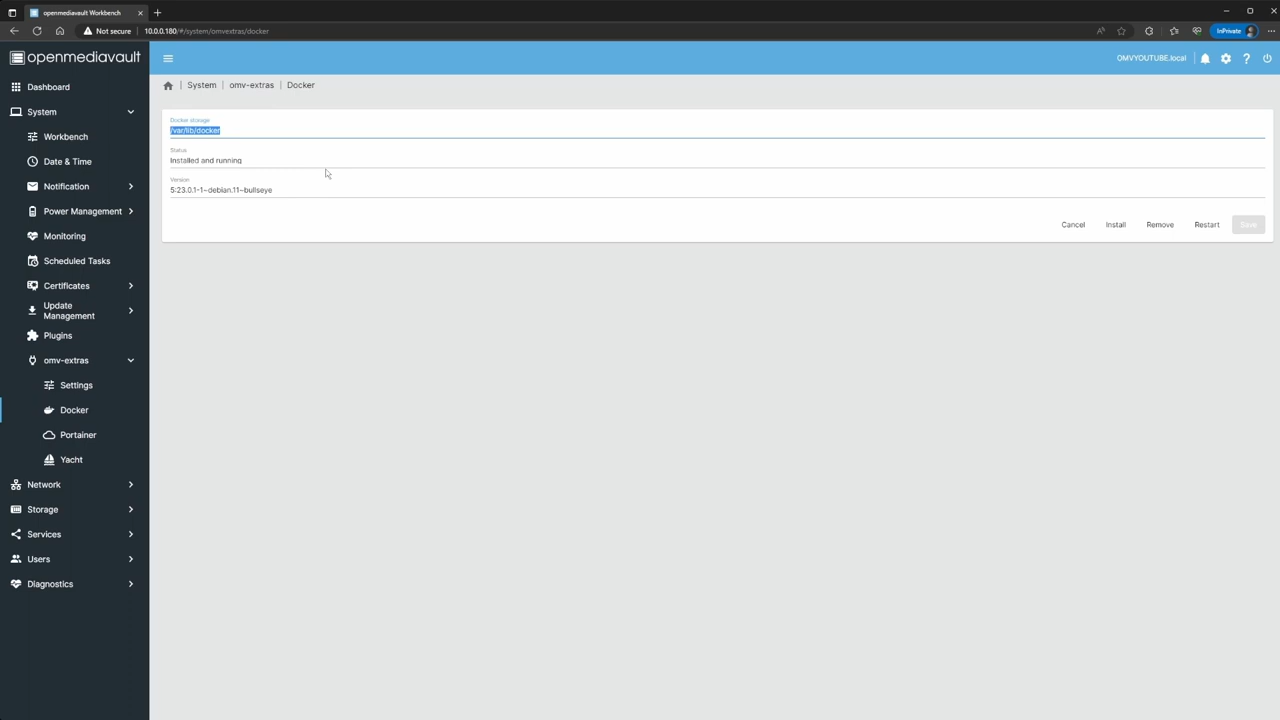 openmediavault Workbench
Not secure
10.0.0.180/#/system/omvextras/docker
InPrivate
openmediavault
OMVYOUTUBE.local
Dashboard
System
Workbench
Date & Time
Notification
Power Management
Monitoring
Scheduled Tasks
Certificates
Update
Management
Plugins
omv-extras
Settings
Docker
Portainer
Yacht
Network
Storage
Services
Users
Diagnostics
| System | omv-extras | Docker
Docker storage
/var/lib/docker
Status
Installed and running
Version
5:23.0.1-1~debian.11~bullseye
Cancel
Install
Remove
Restart
Save